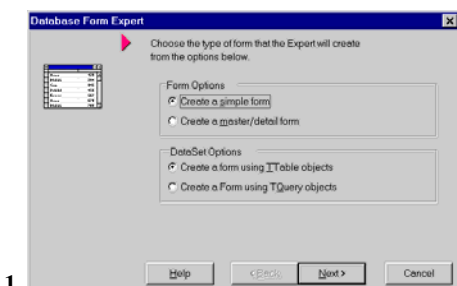 Database Form Expert
Choose the type of form that the Expert will create
from the options below.
Form Options
Create a simple form
Create a master/detail form
DataSet Options
Create a form using TTable objects
Create a Form using TQuery objects
Help
< Back
Next >
Cancel
1